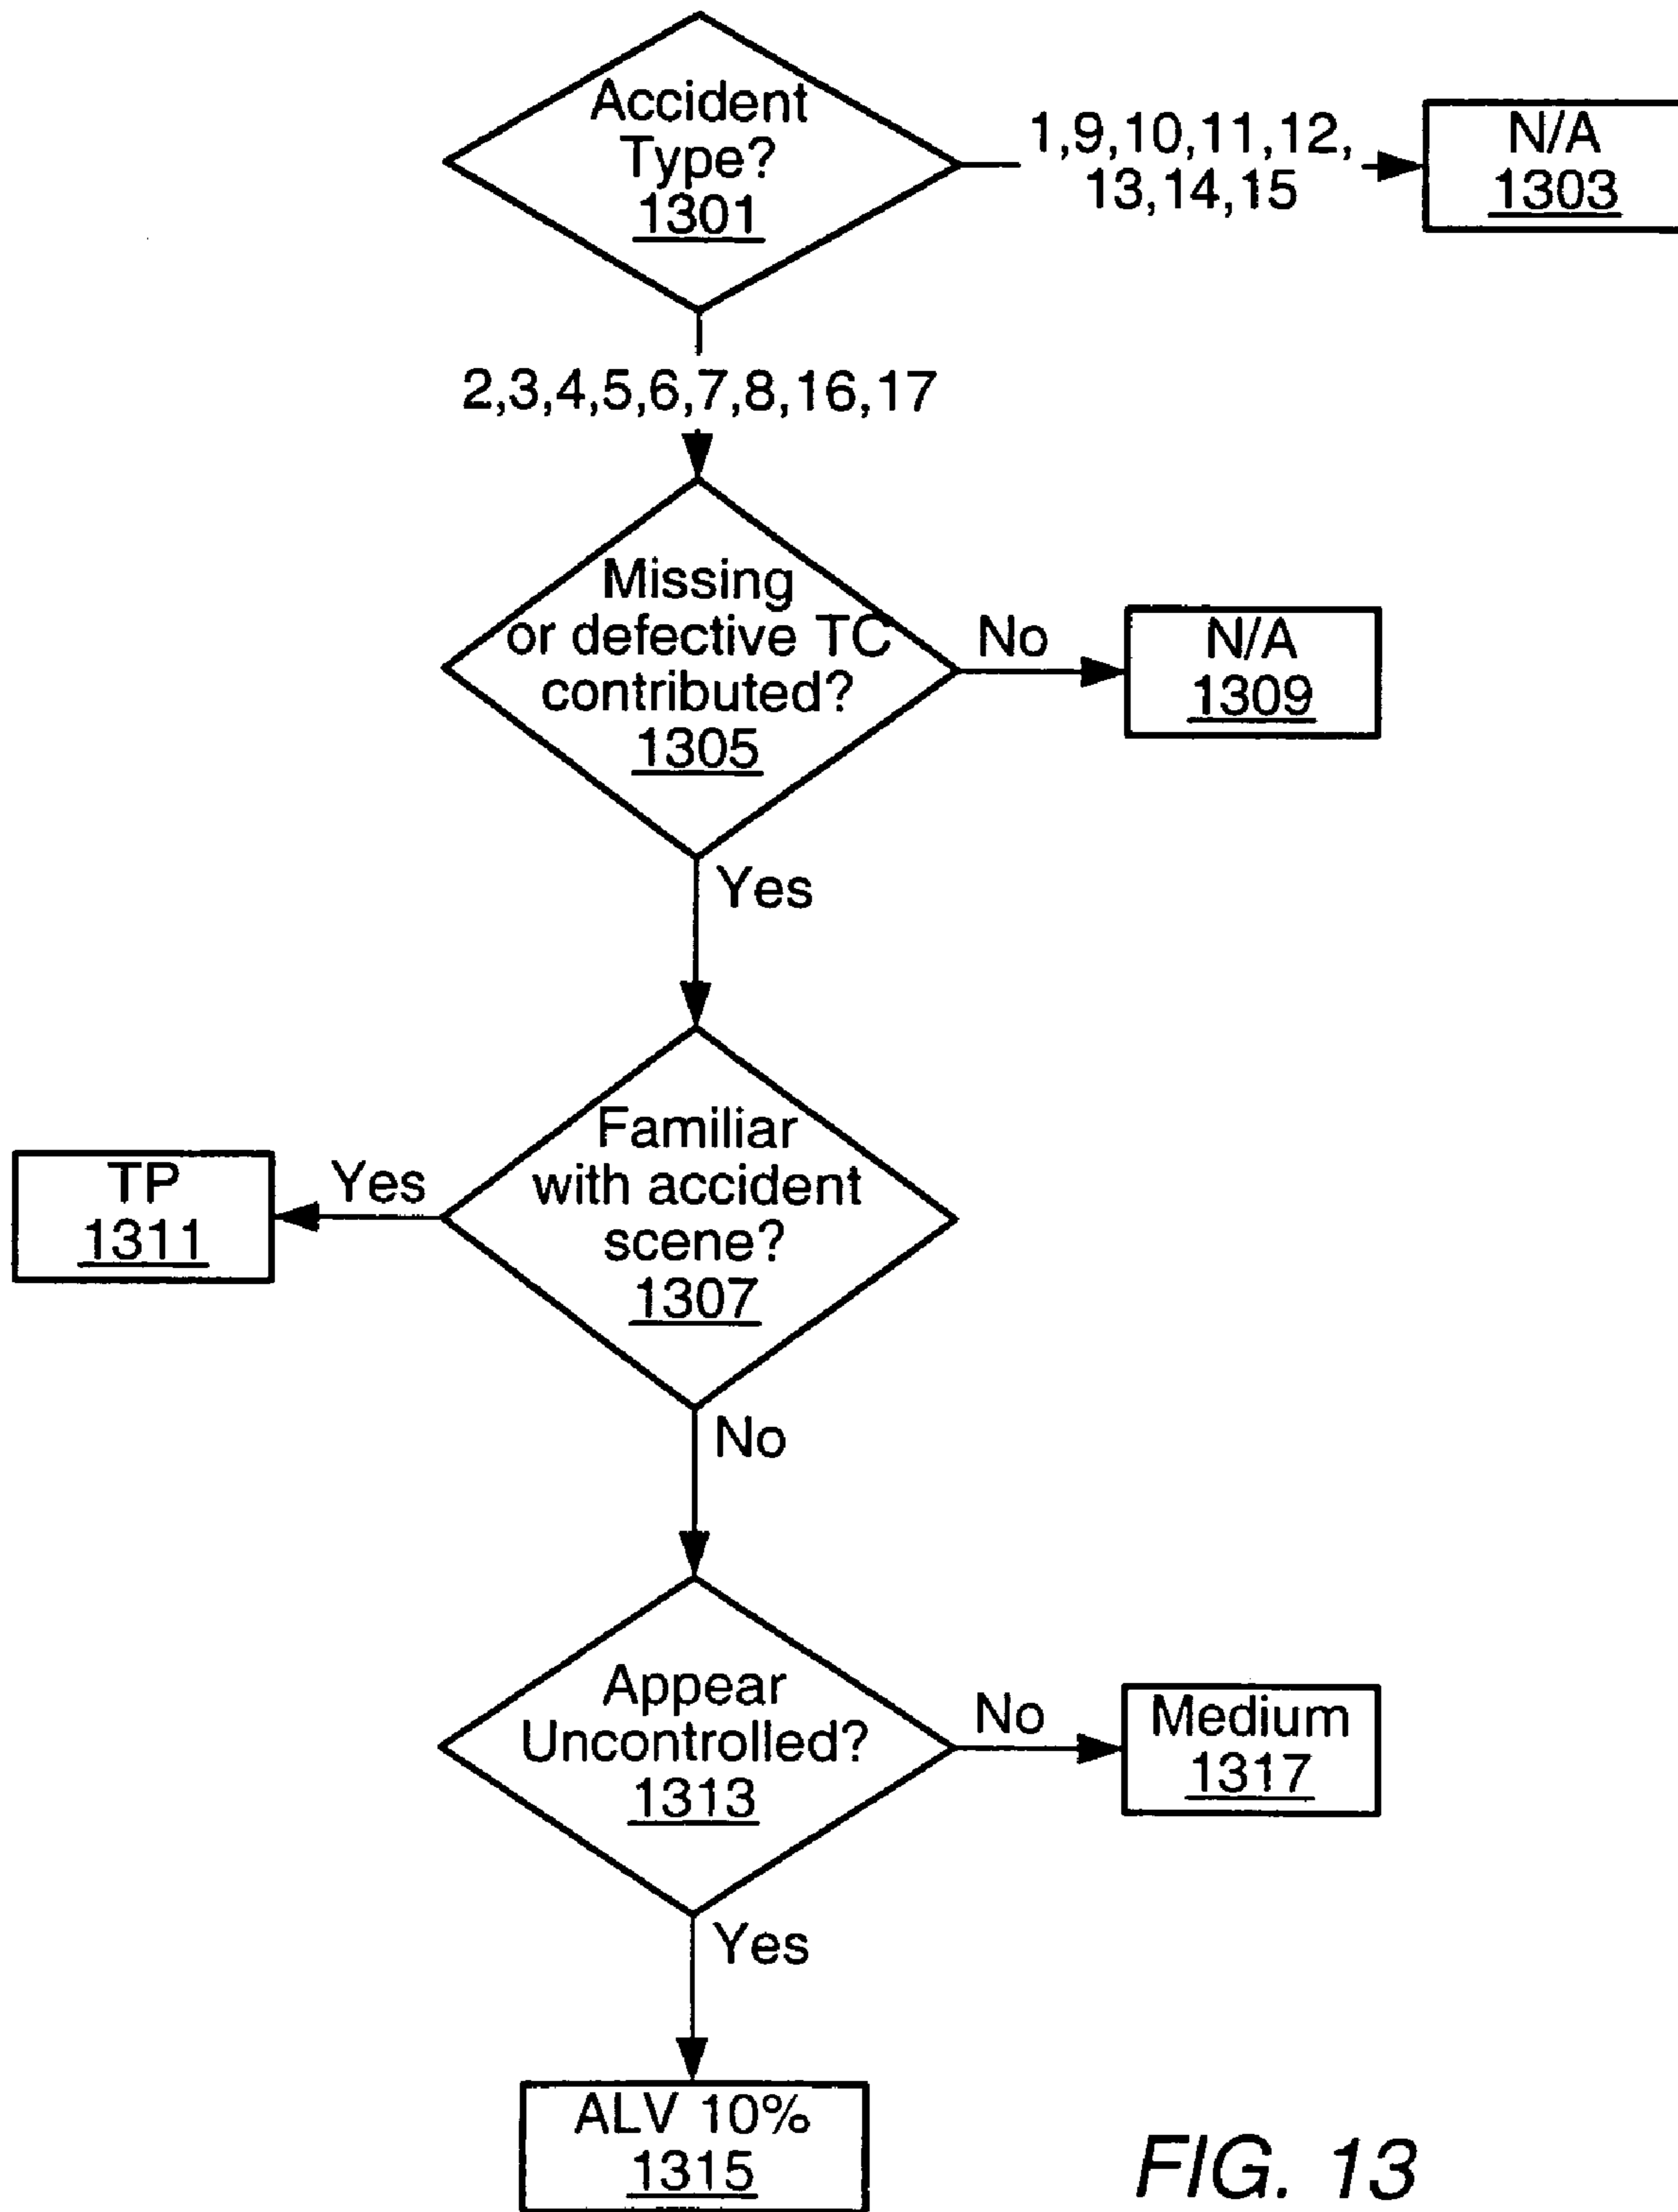 Accident
Type?
1301
1,9,10,11,12,
13,14,15
N/A
1303
2,3,4,5,6,7,8,16,17
Missing
or defective TC
contributed?
1305
No
N/A
1309
Yes
Familiar
with accident
scene?
1307
Yes
TP
1311
No
Appear
Uncontrolled?
1313
No
Medium
1317
Yes
ALV 10%
1315
FIG. 13